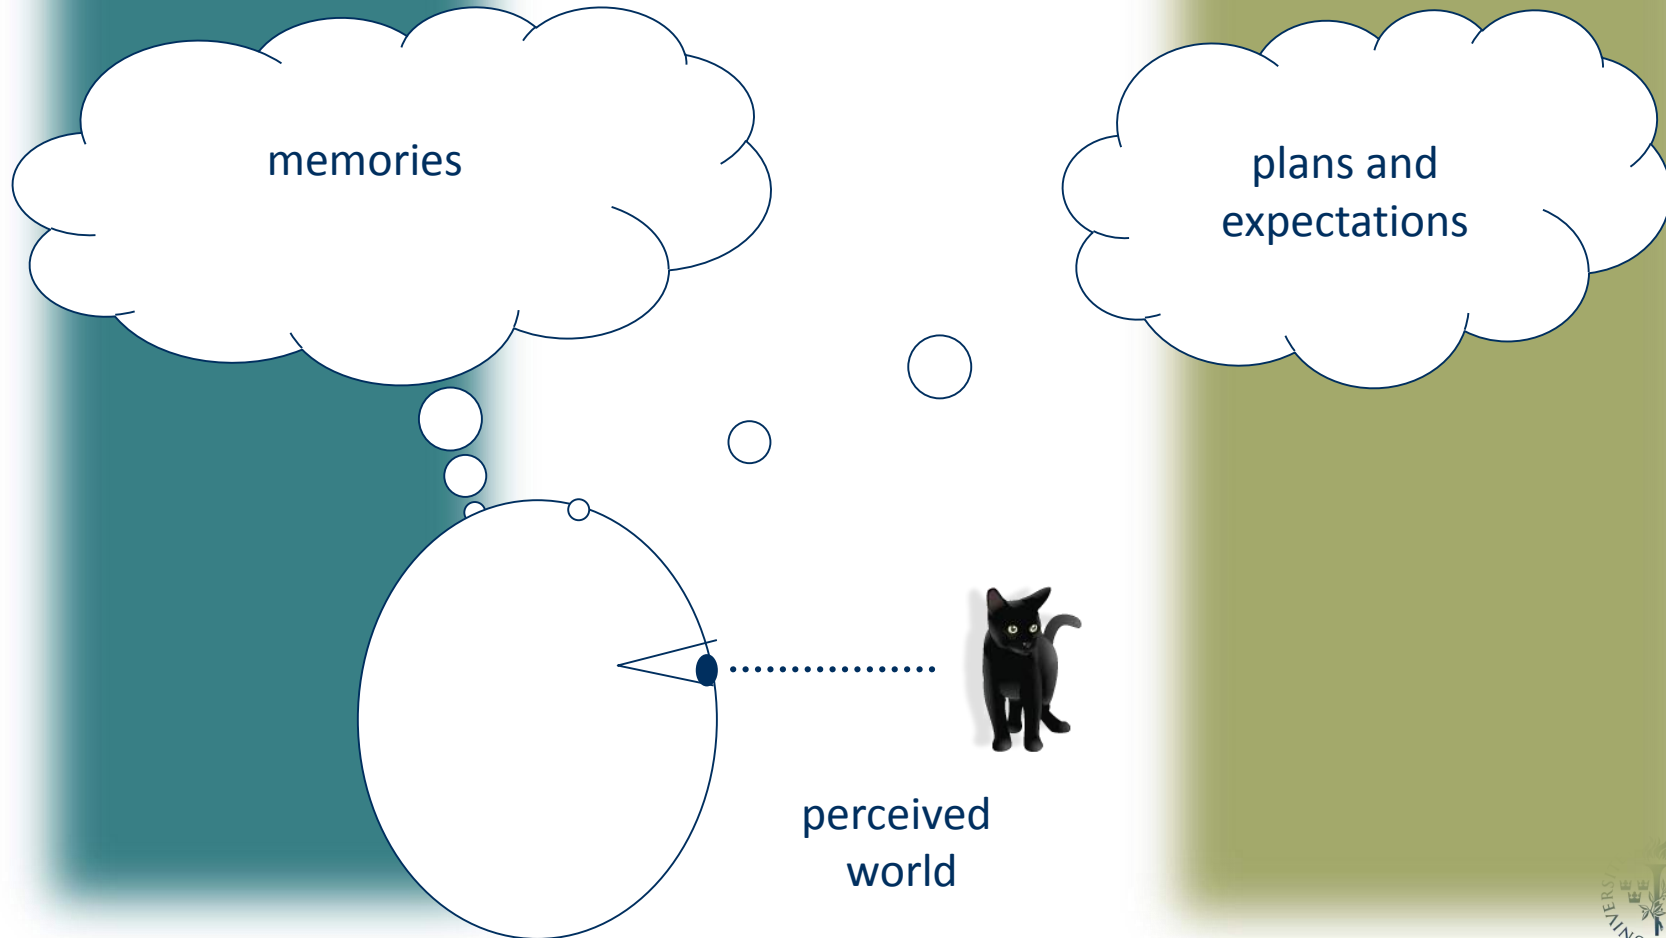 memories
plans and
expectations
perceived
world